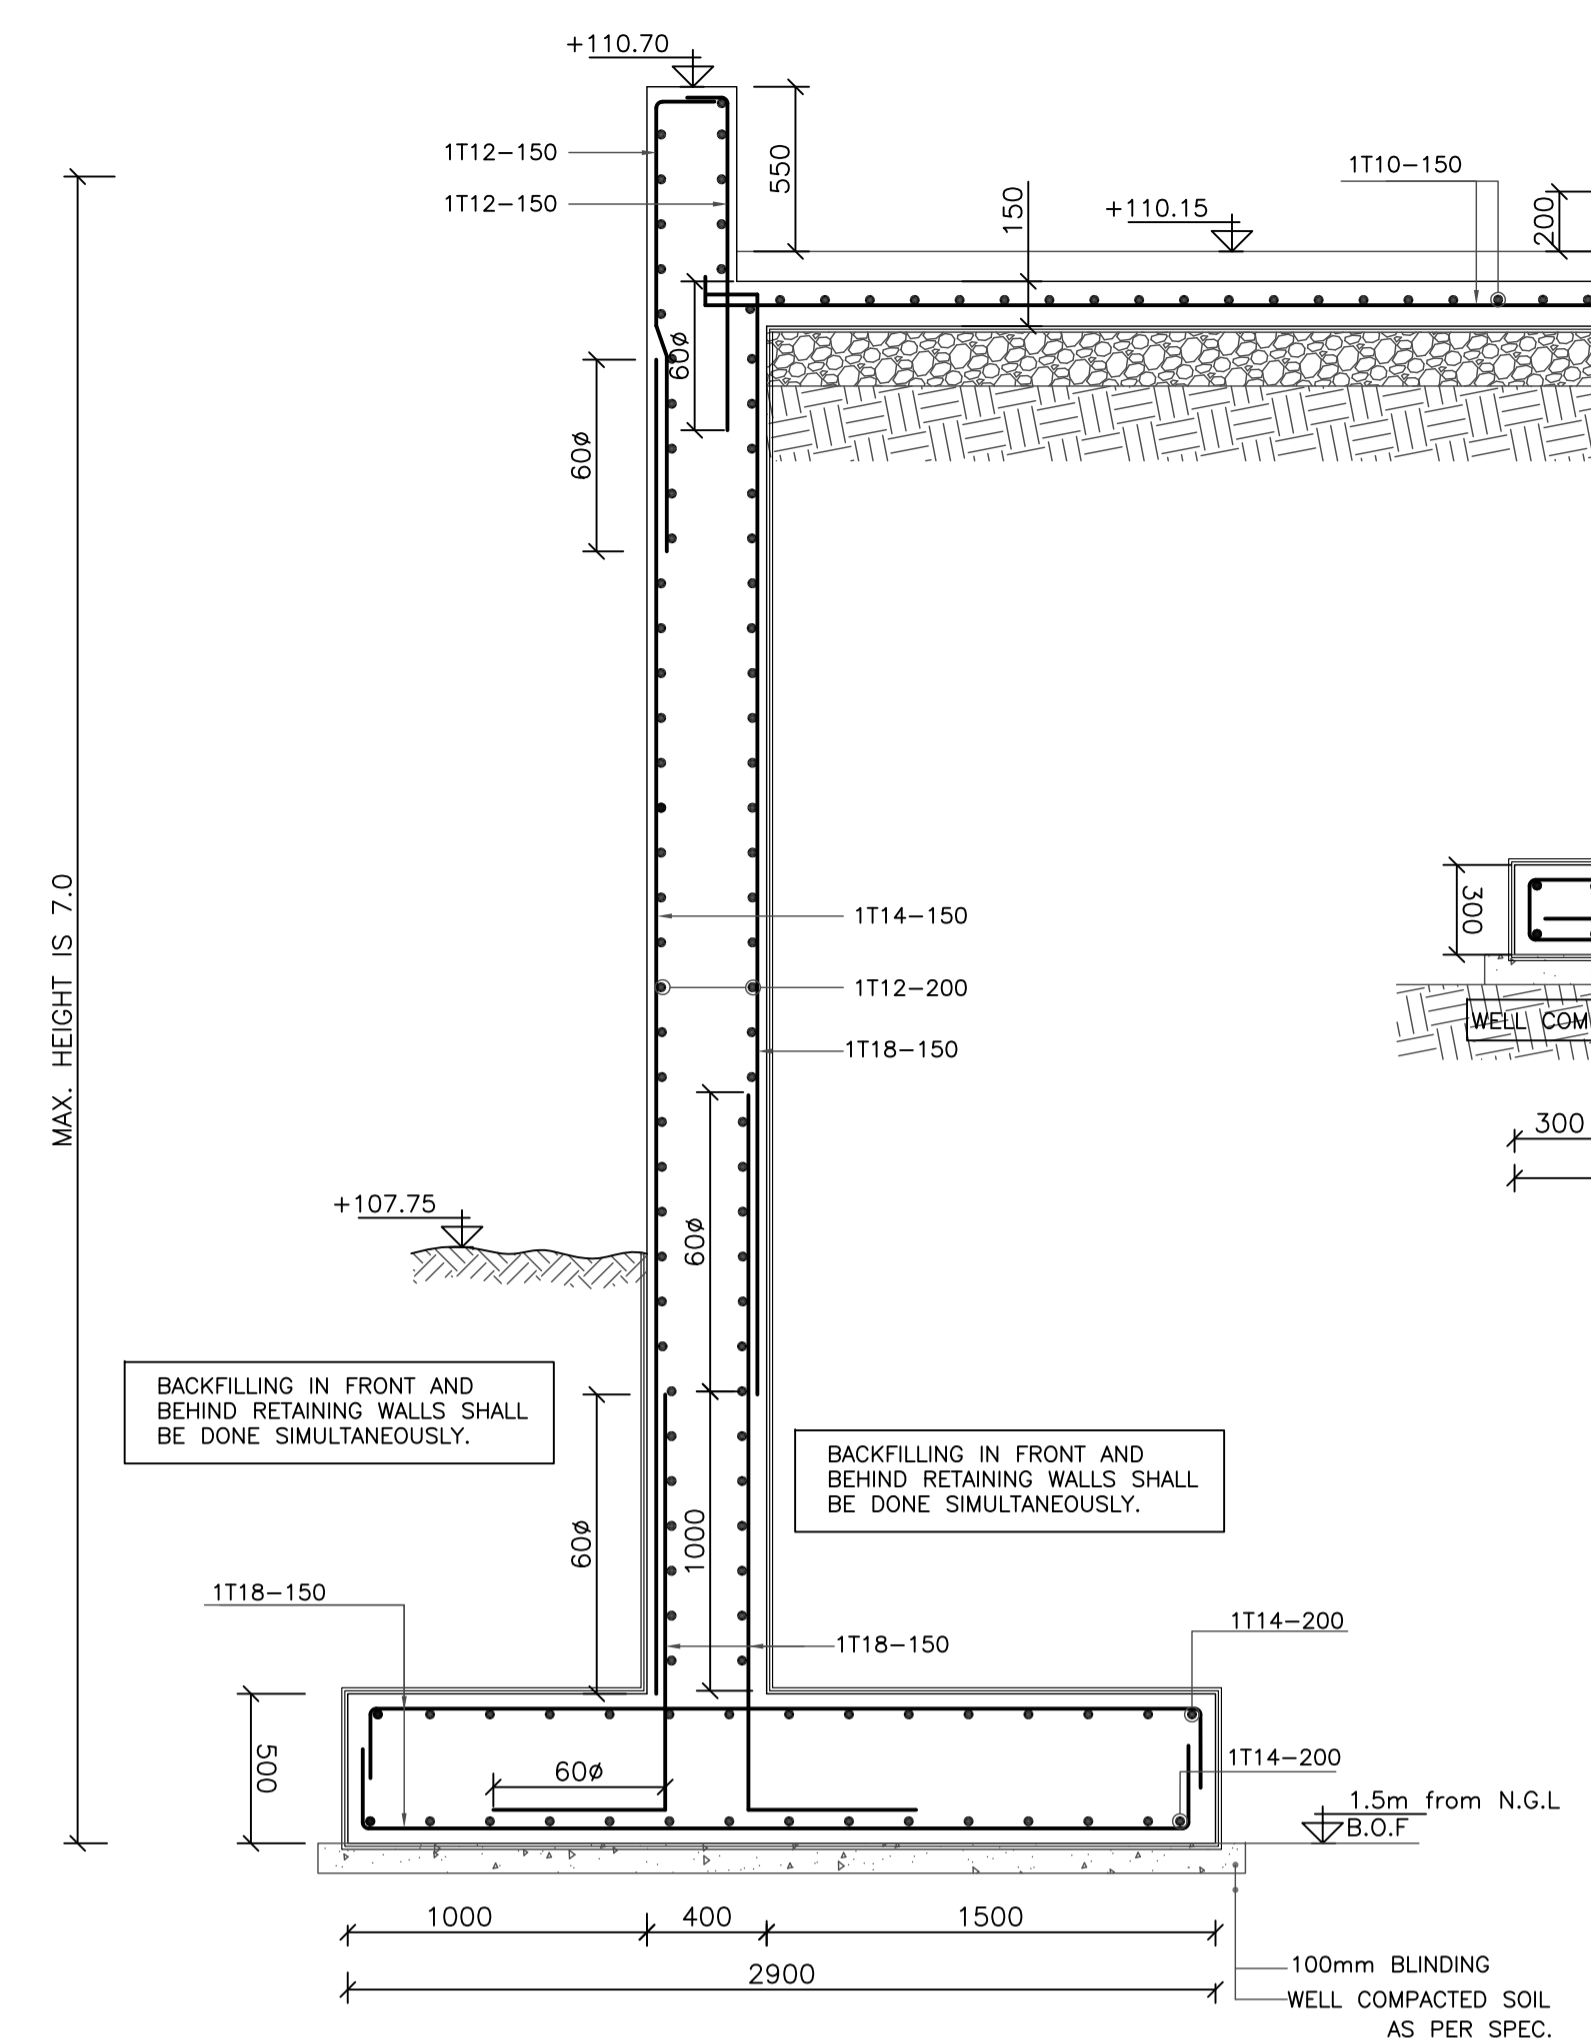 +110.70
1T12-150
1T12-150
550
150
+110.15
1T10-150
200
60ø
60ø
MAX. HEIGHT IS 7.0
1T14-150
1T12-200
1T18-150
300
WELL COM
300
+107.75
60ø
BACKFILLING IN FRONT AND
BEHIND RETAINING WALLS SHALL
BE DONE SIMULTANEOUSLY.
BACKFILLING IN FRONT AND
BEHIND RETAINING WALLS SHALL
BE DONE SIMULTANEOUSLY.
60ø
1000
1T18-150
1T18-150
1T14-200
500
60ø
1T14-200
1.5m from N.G.L
B.O.F
1000
400
1500
2900
100mm BLINDING
WELL COMPACTED SOIL
AS PER SPEC.